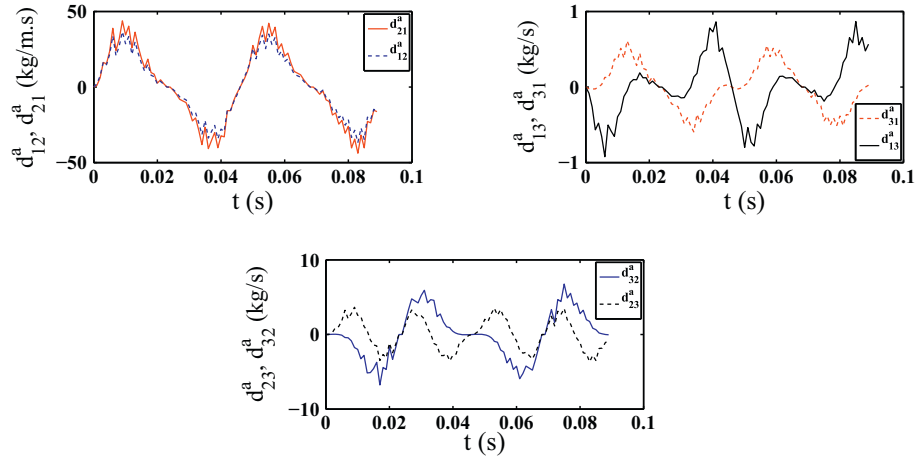 d^a_12, d^a_21 (kg/m.s)
50
0
-50
d^a_21
d^a_12
0 0.02 0.04 0.06 0.08 0.1
t (s)
d^a_13, d^a_31 (kg/s)
1
0
-1
d^a_31
d^a_13
0 0.02 0.04 0.06 0.08 0.1
t (s)
d^a_23, d^a_32 (kg/s)
10
0
-10
d^a_32
d^a_23
0 0.02 0.04 0.06 0.08 0.1
t (s)